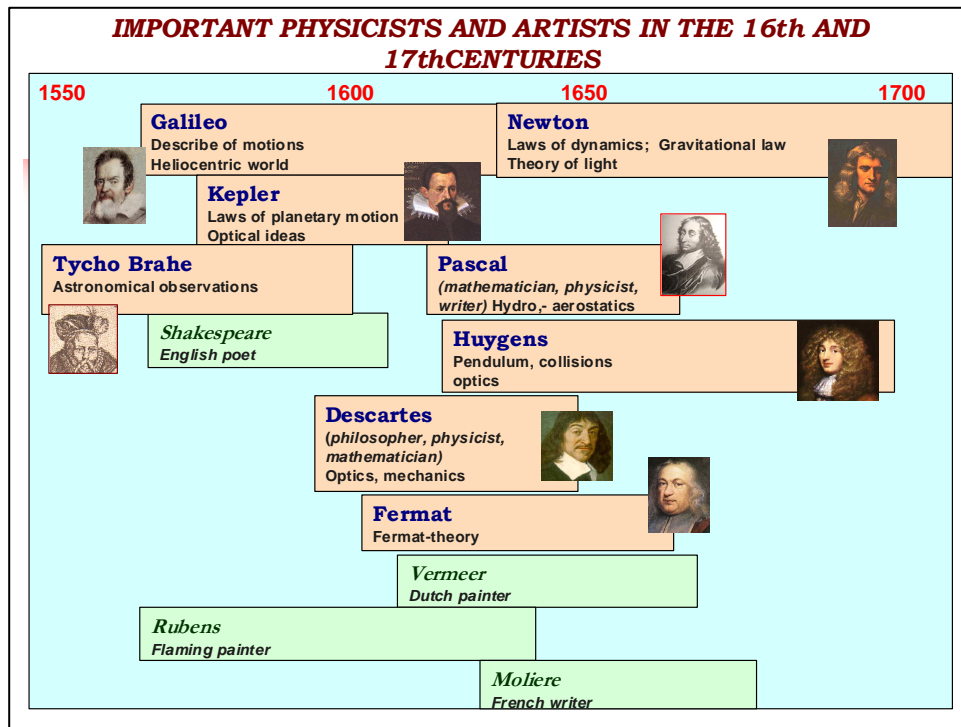 IMPORTANT PHYSICISTS AND ARTISTS IN THE 16th AND
17thCENTURIES
1550 1600 1650 1700
Galileo
Describe of motions
Heliocentric world
Newton
Laws of dynamics; Gravitational law
Theory of light
Kepler
Laws of planetary motion
Optical ideas
Tycho Brahe
Astronomical observations
Pascal
(mathematician, physicist,
writer) Hydro,- aerostatics
Shakespeare
English poet
Huygens
Pendulum, collisions
optics
Descartes
(philosopher, physicist,
mathematician)
Optics, mechanics
Fermat
Fermat-theory
Vermeer
Dutch painter
Rubens
Flaming painter
Moliere
French writer